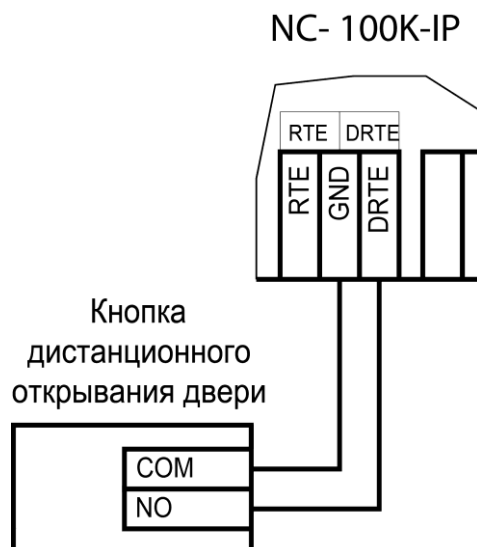 NC- 100K-IP
RTE DRTE
RTE GND DRTE
Кнопка
дистанционного
открывания двери
COM
NO